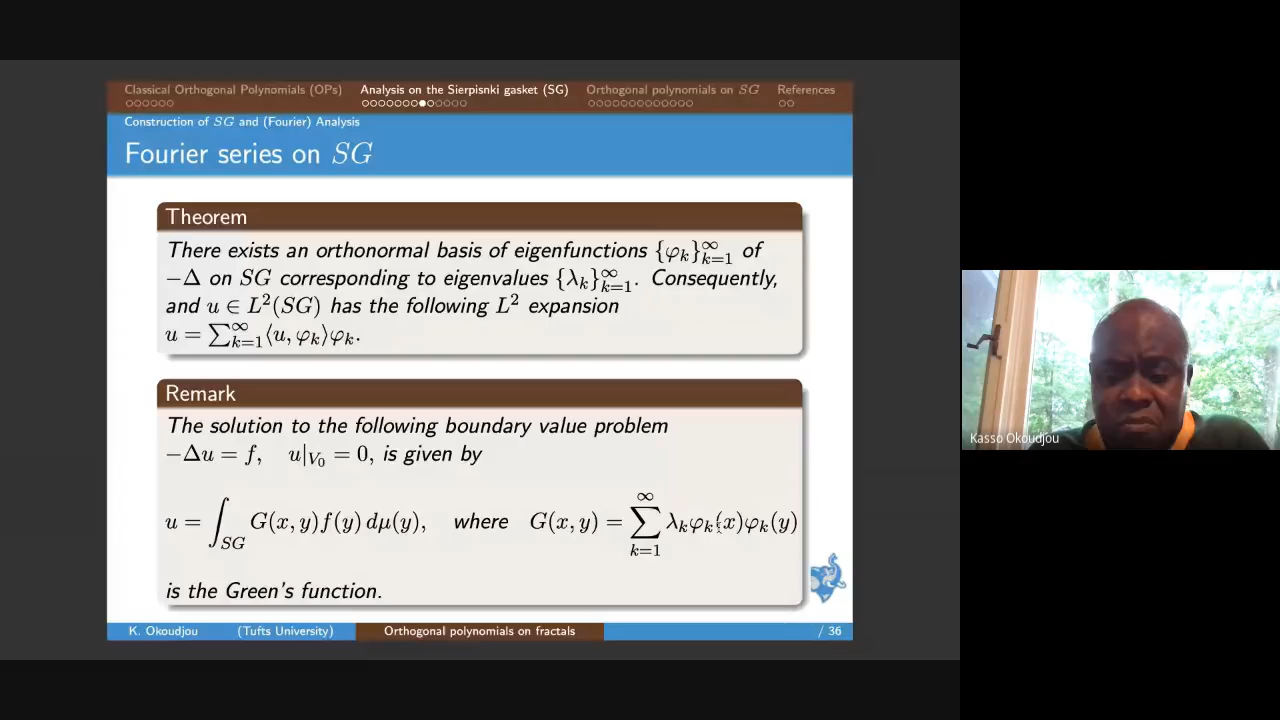 Classical Orthogonal Polynomials (OPs) Analysis on the Sierpisnki gasket (SG) Orthogonal polynomials on SG References
Construction of SG and (Fourier) Analysis
Fourier series on SG
Theorem
There exists an orthonormal basis of eigenfunctions {φ_k}_{k=1}^∞ of
−Δ on SG corresponding to eigenvalues {λ_k}_{k=1}^∞. Consequently,
and u ∈ L²(SG) has the following L² expansion
u = ∑_{k=1}^∞ ⟨u, φ_k⟩φ_k.
Remark
The solution to the following boundary value problem
−Δu = f, u|_{V_0} = 0, is given by
u = ∫_{SG} G(x, y)f(y) dμ(y), where G(x, y) = ∑_{k=1}^∞ λ_kφ_k(x)φ_k(y)
is the Green's function.
K. Okoudjou (Tufts University) Orthogonal polynomials on fractals / 36
Kasso Okoudjou